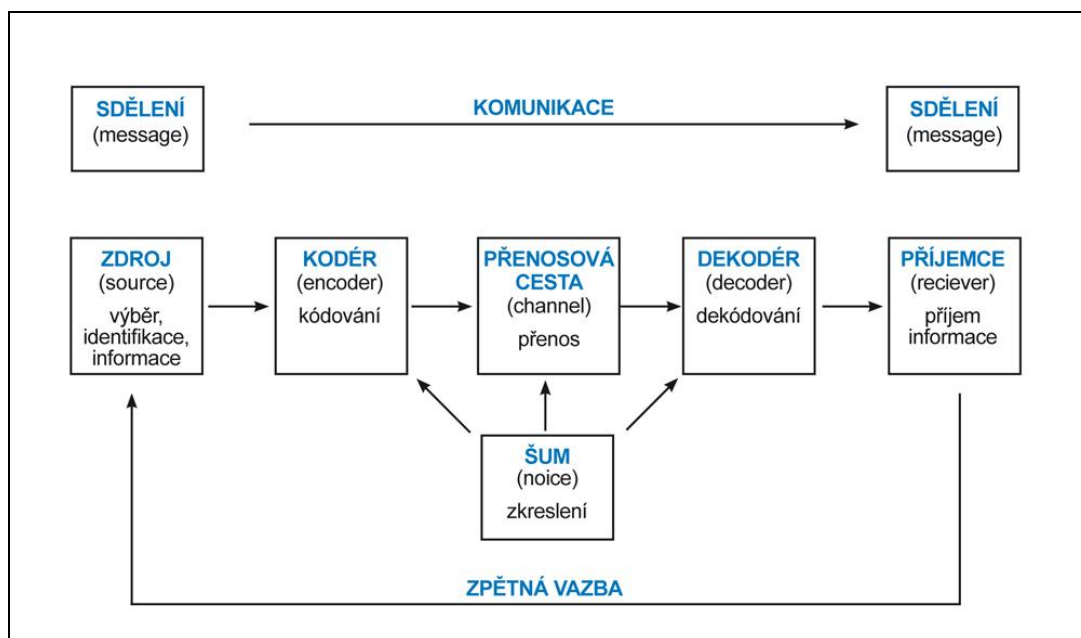 SDĚLENÍ
(message)
KOMUNIKACE
SDĚLENÍ
(message)
ZDROJ
(source)
výběr,
identifikace,
informace
KODÉR
(encoder)
kódování
PŘENOSOVÁ
CESTA
(channel)
přenos
DEKODÉR
(decoder)
dekódování
PŘÍJEMCE
(reciever)
příjem
informace
ŠUM
(noice)
zkreslení
ZPĚTNÁ VAZBA